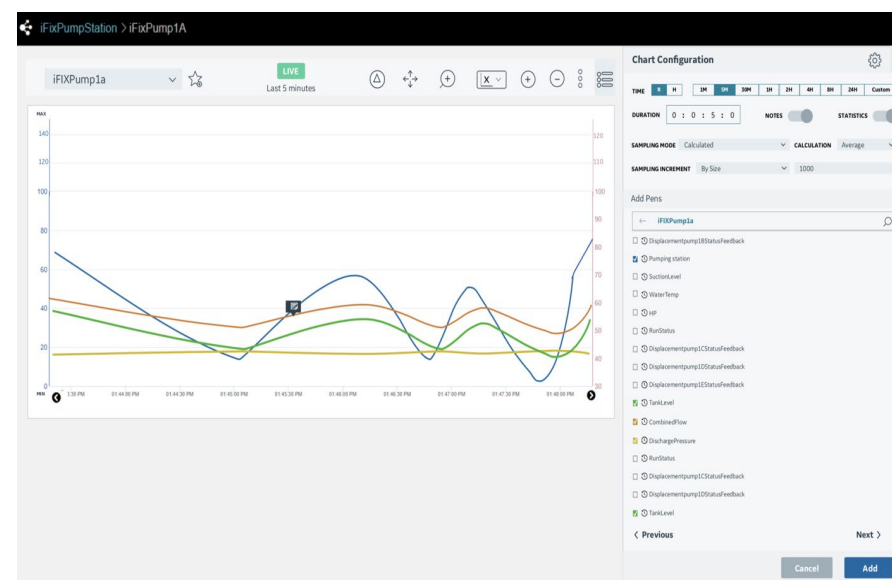 iFixPumpStation > iFixPump1A
iFIXPump1a
LIVE
Last 5 minutes
X
MAX
140
120
100
80
60
40
20
0
MIN
120
110
100
90
80
70
60
50
40
30
1:30 PM 01:44:00 PM 01:44:30 PM 01:45:00 PM 01:45:30 PM 01:46:00 PM 01:46:30 PM 01:47:00 PM 01:47:30 PM 01:48:00 PM
Chart Configuration
TIME R H 1M 5M 30M 1H 2H 4H 8H 24H Custom
DURATION 0 : 0 : 5 : 0 NOTES STATISTICS
SAMPLING MODE Calculated CALCULATION Average
SAMPLING INCREMENT By Size 1000
Add Pens
← iFIXPump1a
Displacementpump1BStatusFeedback
Pumping station
SuctionLevel
WaterTemp
HP
RunStatus
Displacementpump1CStatusFeedback
Displacementpump1DStatusFeedback
Displacementpump1EStatusFeedback
TankLevel
CombinedFlow
DischargePressure
RunStatus
Displacementpump1CStatusFeedback
Displacementpump1DStatusFeedback
TankLevel
< Previous Next >
Cancel Add